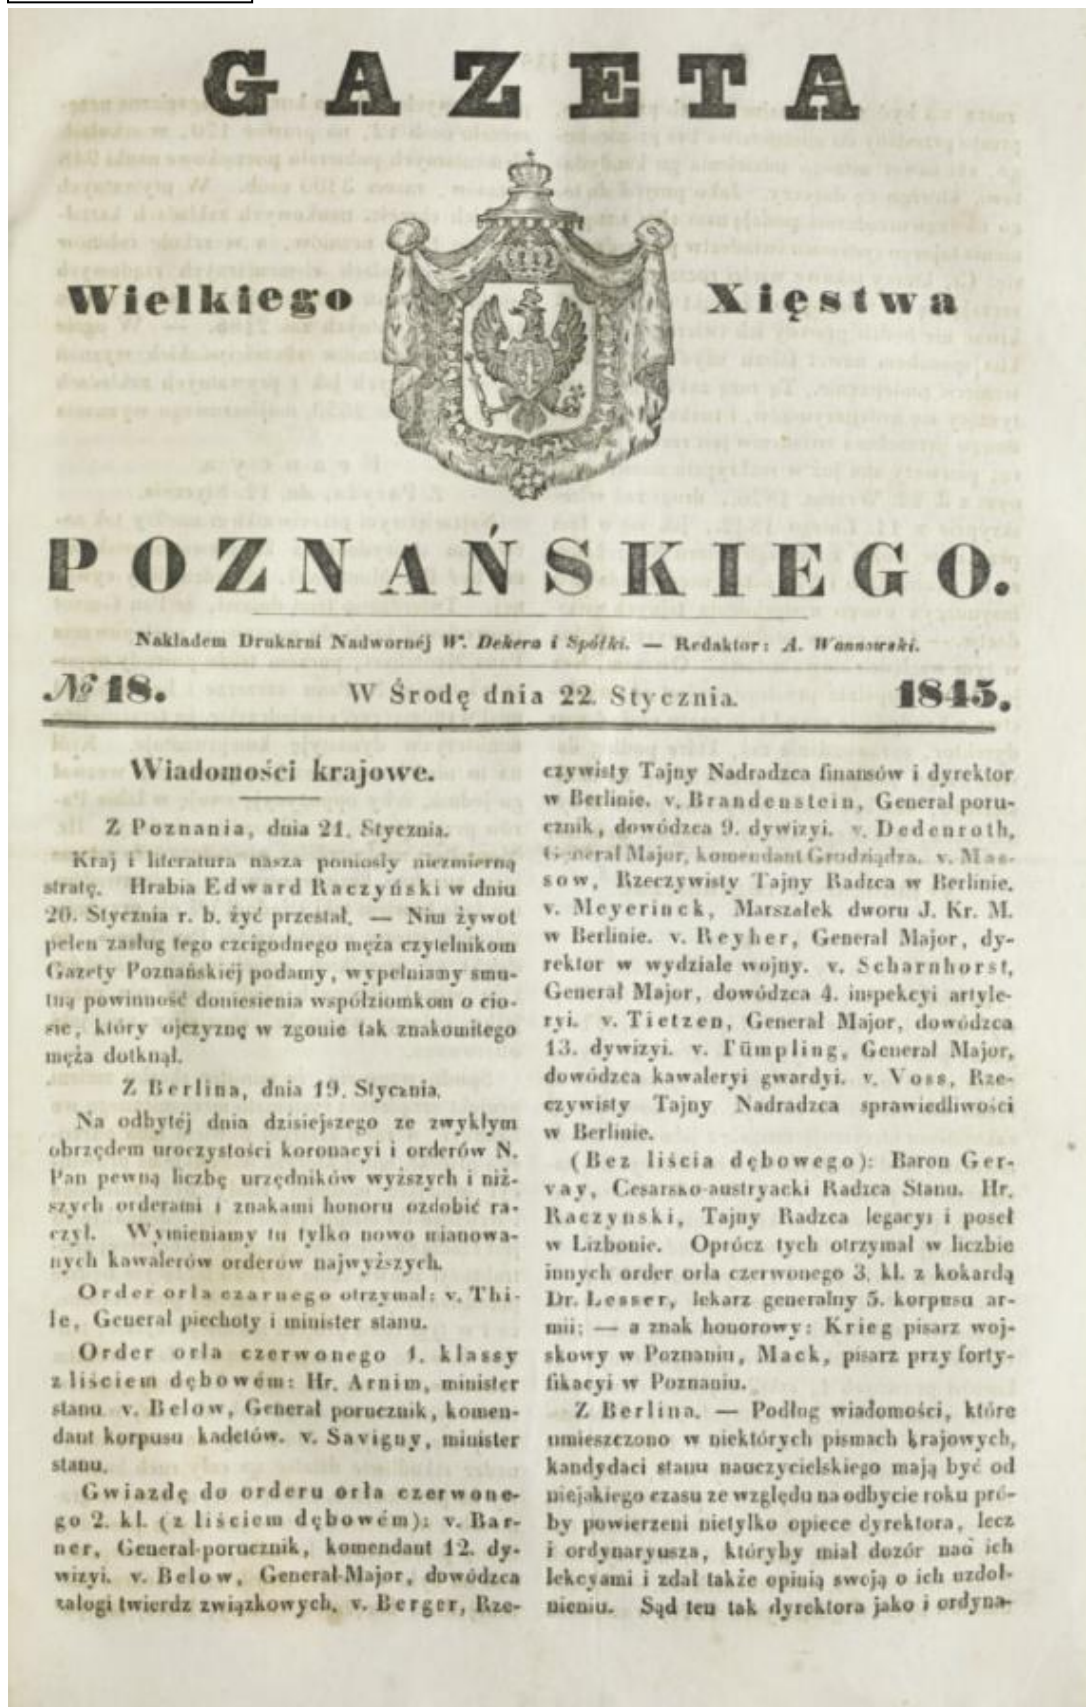 GAZETA
Wielkiego Xięstwa
POZNAŃSKIEGO.
Nakładem Drukarni Nadwornéj W. Dekera i Spółki. — Redaktor: A. Wannowski.
№ 18. W Środę dnia 22. Stycznia. 1845.
Wiadomości krajowe.
Z Poznania, dnia 21. Stycznia.
Kraj i literatura nasza poniosły niezmierną
stratę. Hrabia Edward Raczyński w dniu
20. Stycznia r. b. żyć przestał. — Nim żywot
pełen zasług tego czcigodnego męża czytelnikom
Gazety Poznańskiéj podamy, wypełniamy smu-
tną powinność doniesienia współziomkom o cio-
sie, który ojczyznę w zgonie tak znakomitego
męża dotknął.
Z Berlina, dnia 19. Stycznia.
Na odbytéj dnia dzisiejszego ze zwykłym
obrzędem uroczystości koronacyi i orderów N.
Pan pewną liczbę urzędników wyższych i niż-
szych orderami i znakami honoru ozdobić ra-
czył. Wymieniamy tu tylko nowo mianowa-
nych kawalerów orderów najwyższych.
Order orła czarnego otrzymał: v. Thi-
le, Generał piechoty i minister stanu.
Order orła czerwonego 1. klassy
z liściem dębowém: Hr. Arnim, minister
stanu. v. Below, Generał porucznik, komen-
dant korpusu kadetów. v. Savigny, minister
stanu.
Gwiazdę do orderu orła czerwone-
go 2. kl. (z liściem dębowém): v. Bar-
ner, Generał-porucznik, komendant 12. dy-
wizyi. v. Below, Generał-Major, dowódzca
załogi twierdz związkowych. v. Berger, Rze-
czywisty Tajny Nadradzca finansów i dyrektor
w Berlinie. v. Brandenstein, Generał poru-
cznik, dowódzca 9. dywizyi. v. Dedenroth,
Generał Major, komendant Grudziądza. v. Mas-
sow, Rzeczywisty Tajny Radzca w Berlinie.
v. Meyerinck, Marszałek dworu J. Kr. M.
w Berlinie. v. Reyher, Generał Major, dy-
rektor w wydziale wojny. v. Scharnhorst,
Generał Major, dowódzca 4. inspekcyi artyle-
ryi. v. Tietzen, Generał Major, dowódzca
13. dywizyi. v. Tümpling, Generał Major,
dowódzca kawaleryi gwardyi. v. Voss, Rze-
czywisty Tajny Nadradzca sprawiedliwości
w Berlinie.
(Bez liścia dębowego): Baron Ger-
vay, Cesarsko-austryacki Radzca Stanu. Hr.
Raczynski, Tajny Radzca legacyi i poseł
w Lizbonie. Oprócz tych otrzymał w liczbie
innych order orła czerwonego 3. kl. z kokardą
Dr. Lesser, lekarz generalny 5. korpusu ar-
mii; — a znak honorowy: Krieg pisarz woj-
skowy w Poznaniu, Mack, pisarz przy forty-
fikacyi w Poznaniu.
Z Berlina. — Podług wiadomości, które
umieszczono w niektórych pismach krajowych,
kandydaci stanu nauczycielskiego mają być od
niejakiego czasu ze względu na odbycie roku pró-
by powierzeni nietylko opiece dyrektora, lecz
i ordynaryusza, któryby miał dozór nad ich
lekcyami i zdał także opinią swoją o ich uzdol-
nieniu. Sąd ten tak dyrektora jako i ordyna-